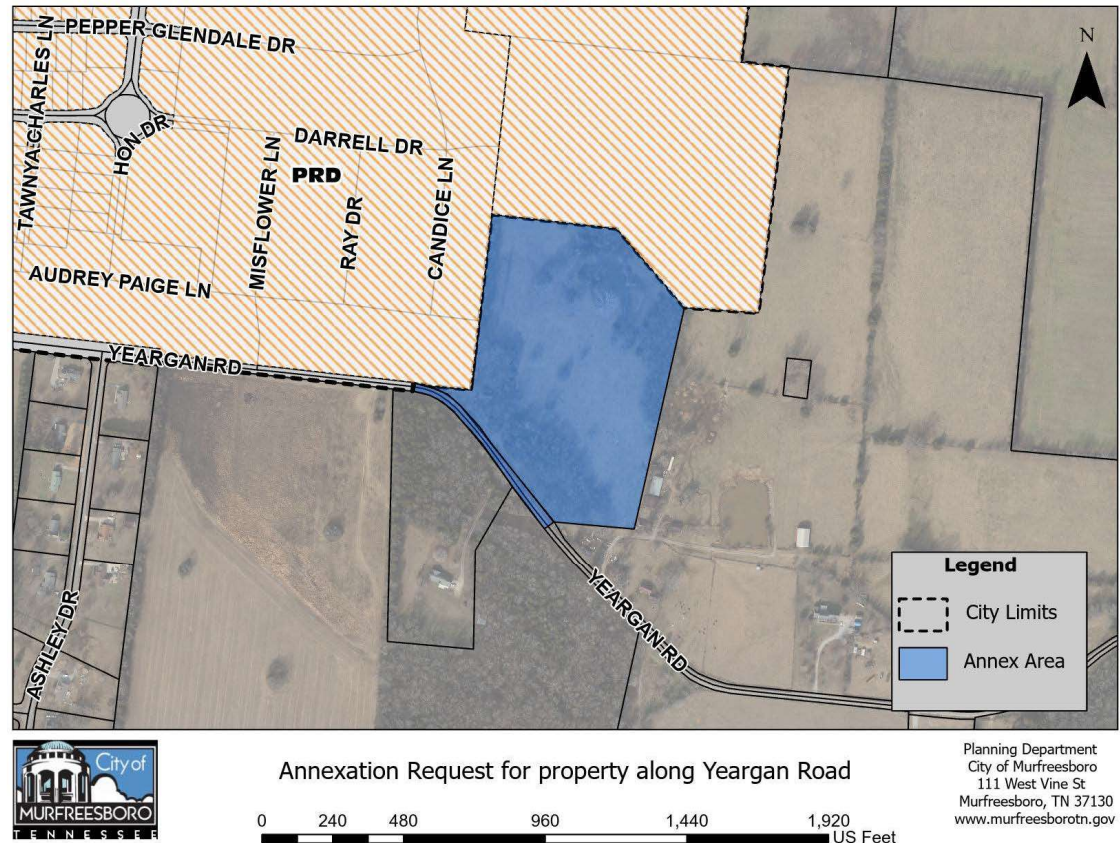 PEPPER GLENDALE DR
N
TAWNYA CHARLES LN
HON DR
DARRELL DR
MISFLOWER LN
PRD
RAY DR
CANDICE LN
AUDREY PAIGE LN
YEARGAN RD
ASHLEY DR
YEARGAN RD
Legend
City Limits
Annex Area
City of
MURFREESBORO
TENNESSEE
Annexation Request for property along Yeargan Road
0 240 480 960 1,440 1,920
US Feet
Planning Department
City of Murfreesboro
111 West Vine St
Murfreesboro, TN 37130
www.murfreesborotn.gov